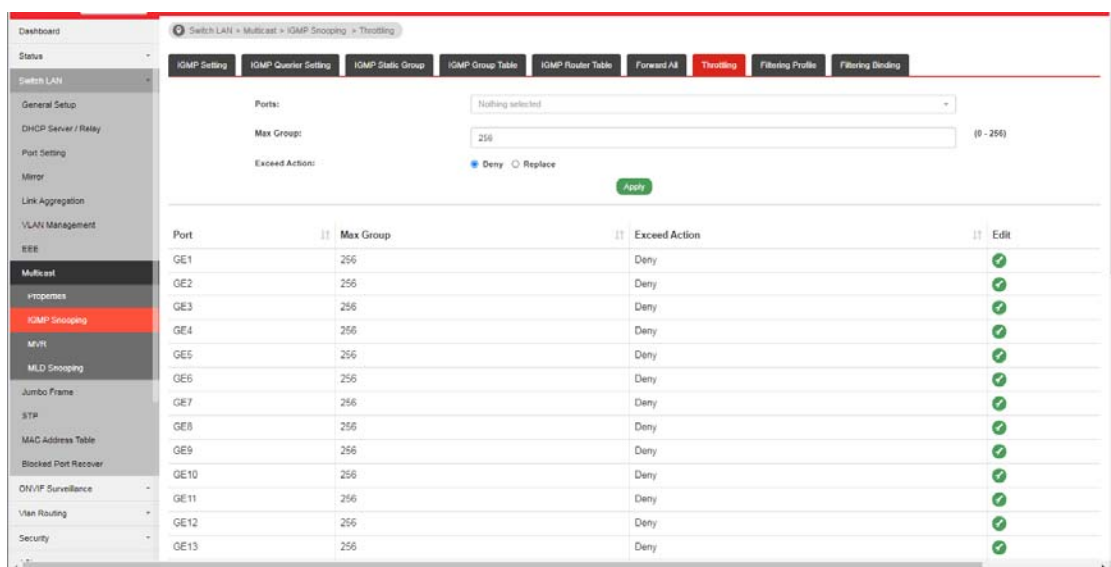 Dashboard
Status
Switch LAN
General Setup
DHCP Server / Relay
Port Setting
Mirror
Link Aggregation
VLAN Management
EEE
Multicast
Properties
IGMP Snooping
MVR
MLD Snooping
Jumbo Frame
STP
MAC Address Table
Blocked Port Recover
ONVIF Surveillance
Vlan Routing
Security
Switch LAN > Multicast > IGMP Snooping > Throttling
IGMP Setting IGMP Querier Setting IGMP Static Group IGMP Group Table IGMP Router Table Forward All Throttling Filtering Profile Filtering Binding
Ports: Nothing selected
Max Group: 256 (0 - 256)
Exceed Action: Deny Replace
Apply
Port Max Group Exceed Action Edit
GE1 256 Deny
GE2 256 Deny
GE3 256 Deny
GE4 256 Deny
GE5 256 Deny
GE6 256 Deny
GE7 256 Deny
GE8 256 Deny
GE9 256 Deny
GE10 256 Deny
GE11 256 Deny
GE12 256 Deny
GE13 256 Deny